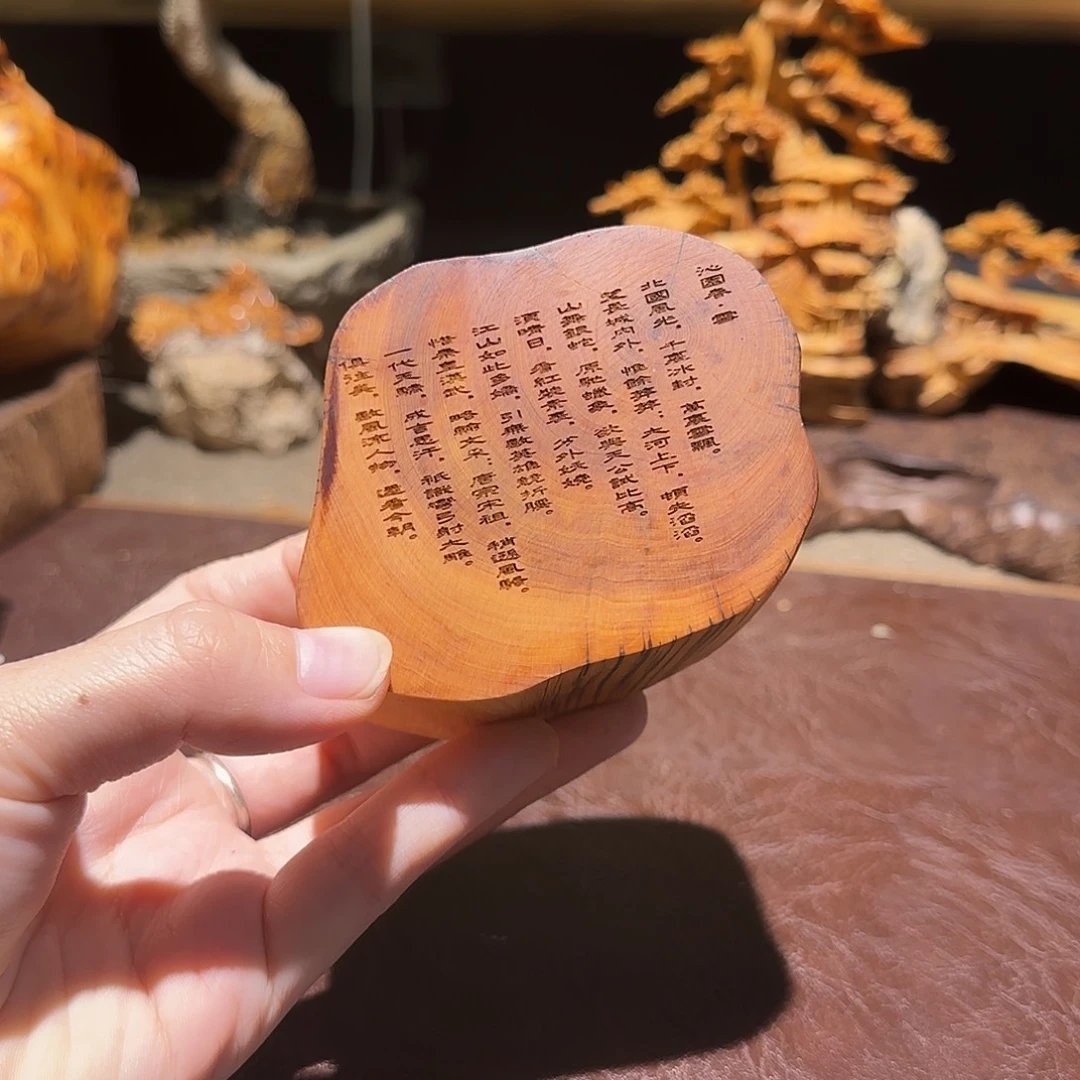 沁園春·雪
北國風光，千里冰封，萬里雪飄。
望長城内外，惟餘莽莽，大河上下，頓失滔滔。
山舞銀蛇，原馳蠟象，欲與天公試比高。
須晴日，看紅裝素裹，分外妖嬈。
江山如此多嬌，引無數英雄競折腰。
惜秦皇漢武，略輸文采，唐宗宋祖，稍遜風騷。
一代天驕，成吉思汗，祇識彎弓射大雕。
俱往矣，數風流人物，還看今朝。